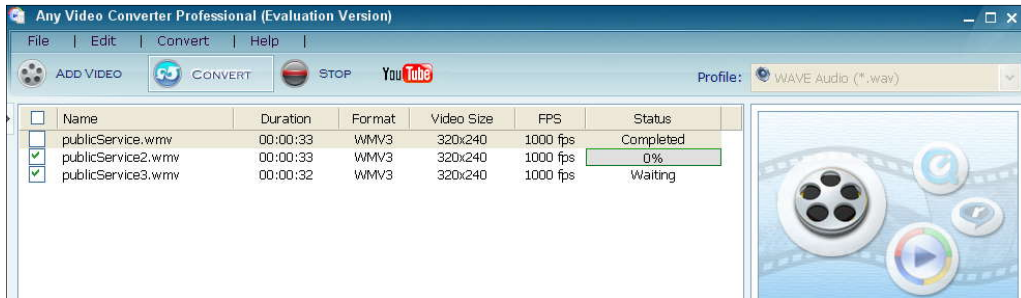 Any Video Converter Professional (Evaluation Version)
File | Edit | Convert | Help |
ADD VIDEO CONVERT STOP YouTube Profile: WAVE Audio (*.wav)
Name Duration Format Video Size FPS Status
publicService.wmv 00:00:33 WMV3 320x240 1000 fps Completed
publicService2.wmv 00:00:33 WMV3 320x240 1000 fps 0%
publicService3.wmv 00:00:32 WMV3 320x240 1000 fps Waiting